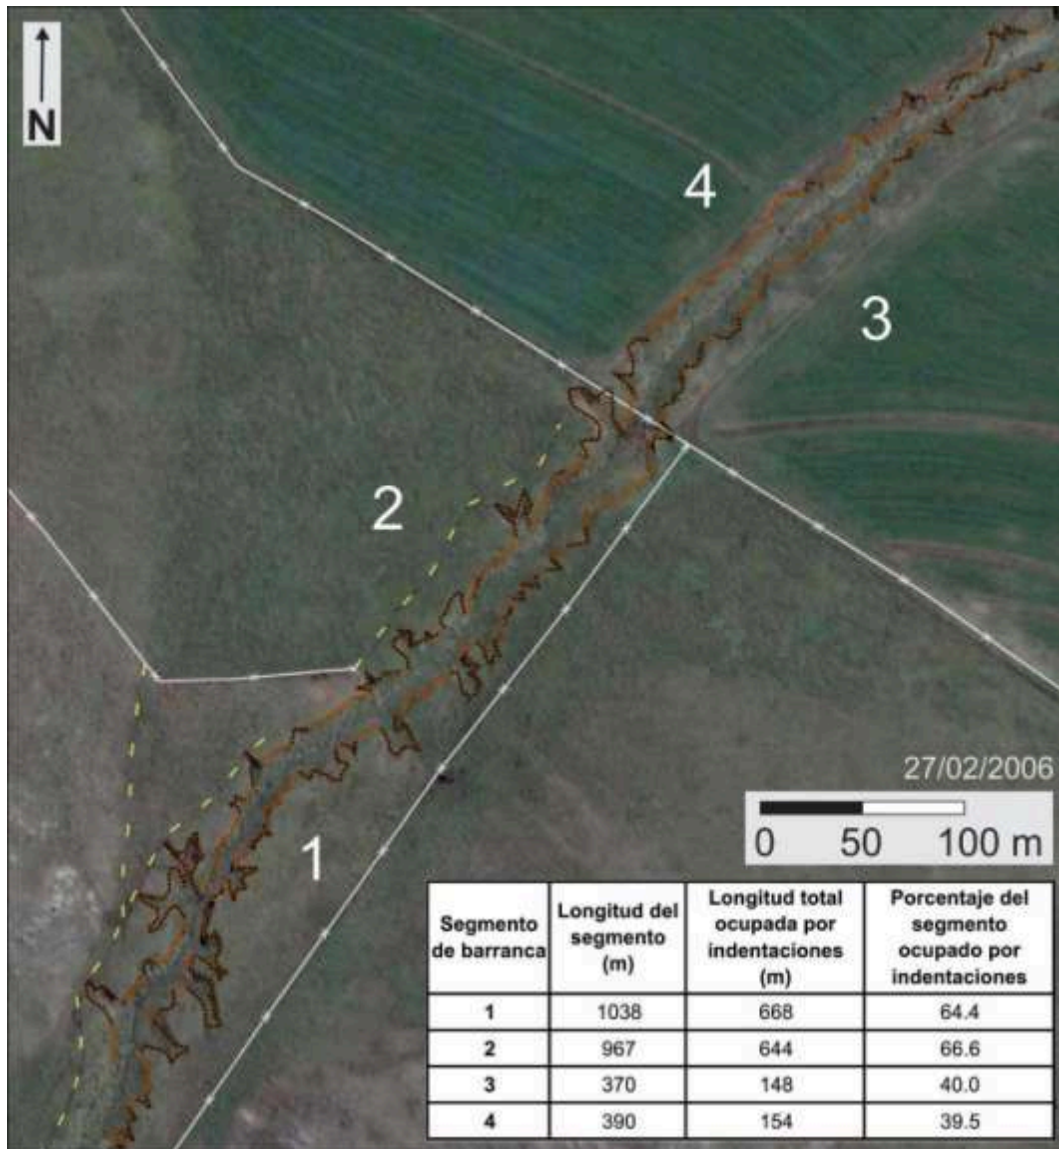 N
4
3
2
1
27/02/2006
0 50 100 m
Segmento de barranca | Longitud del segmento (m) | Longitud total ocupada por indentaciones (m) | Porcentaje del segmento ocupado por indentaciones
1 | 1038 | 668 | 64.4
2 | 967 | 644 | 66.6
3 | 370 | 148 | 40.0
4 | 390 | 154 | 39.5